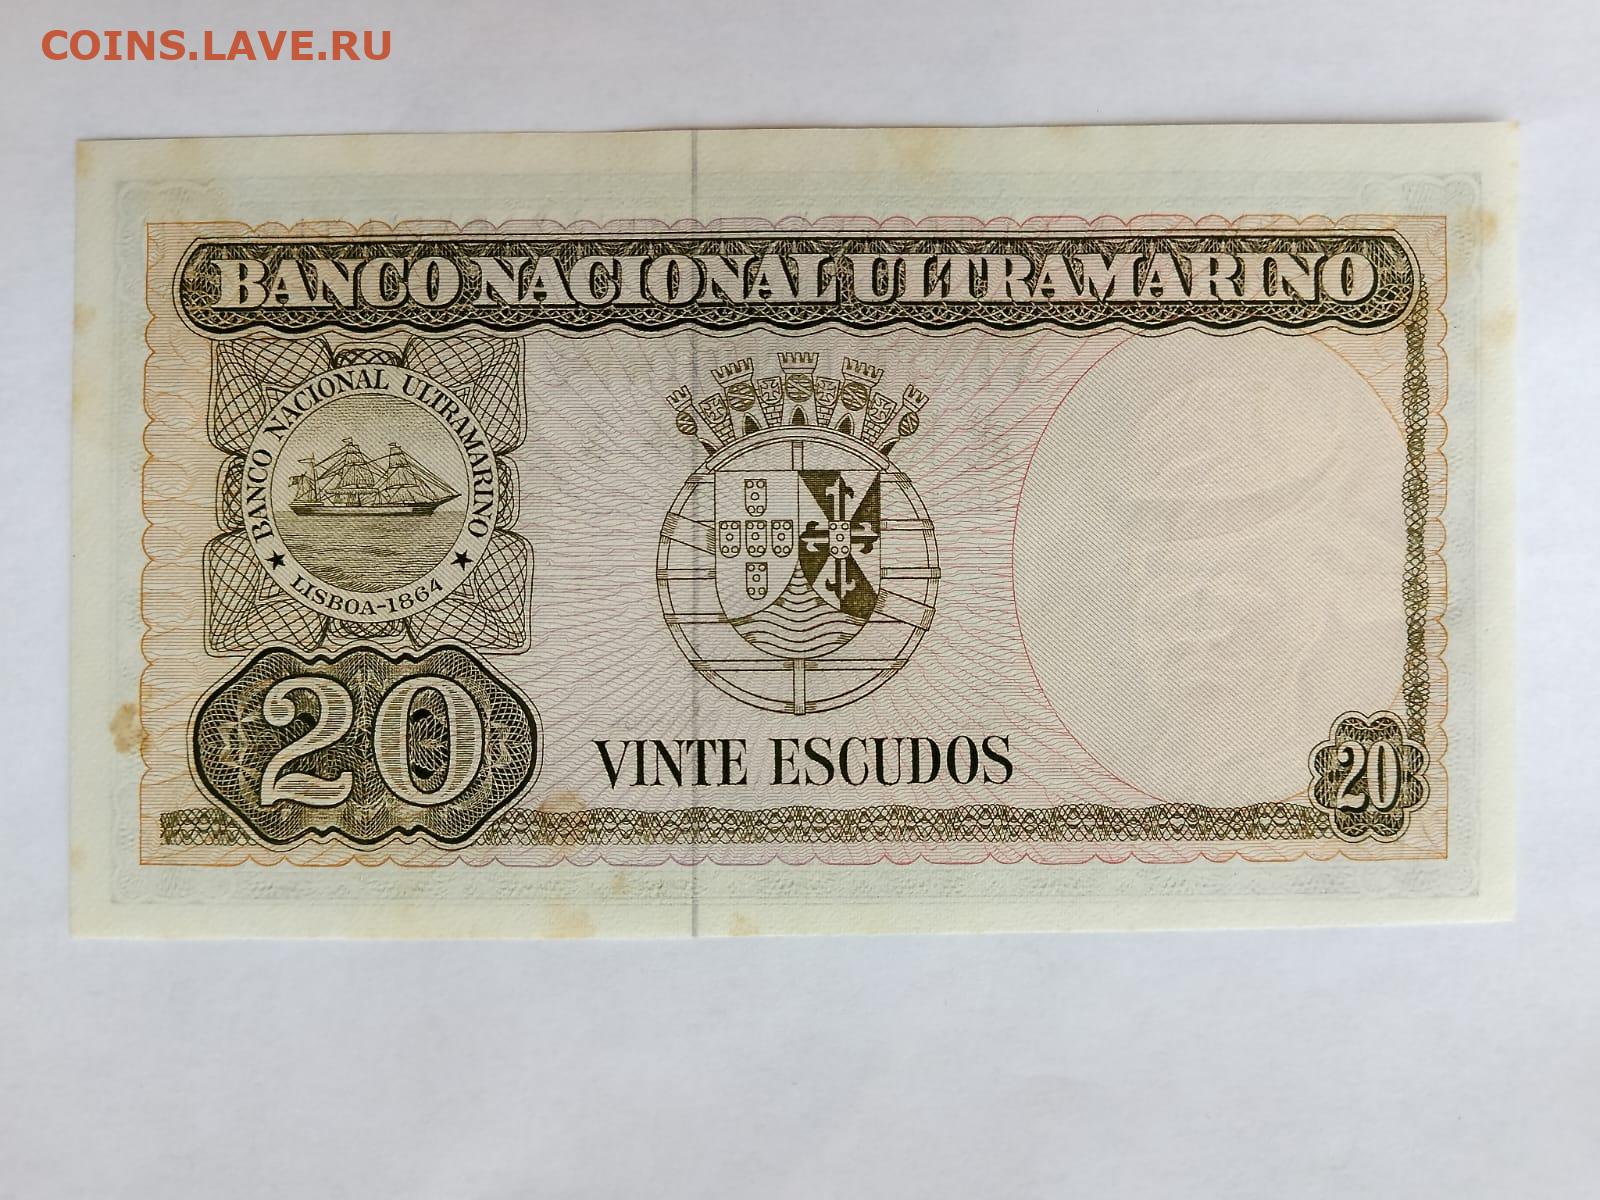 COINS.LAVE.RU
BANCO NACIONAL ULTRAMARINO
BANCO NACIONAL ULTRAMARINO
★ LISBOA-1864 ★
20
VINTE ESCUDOS
20